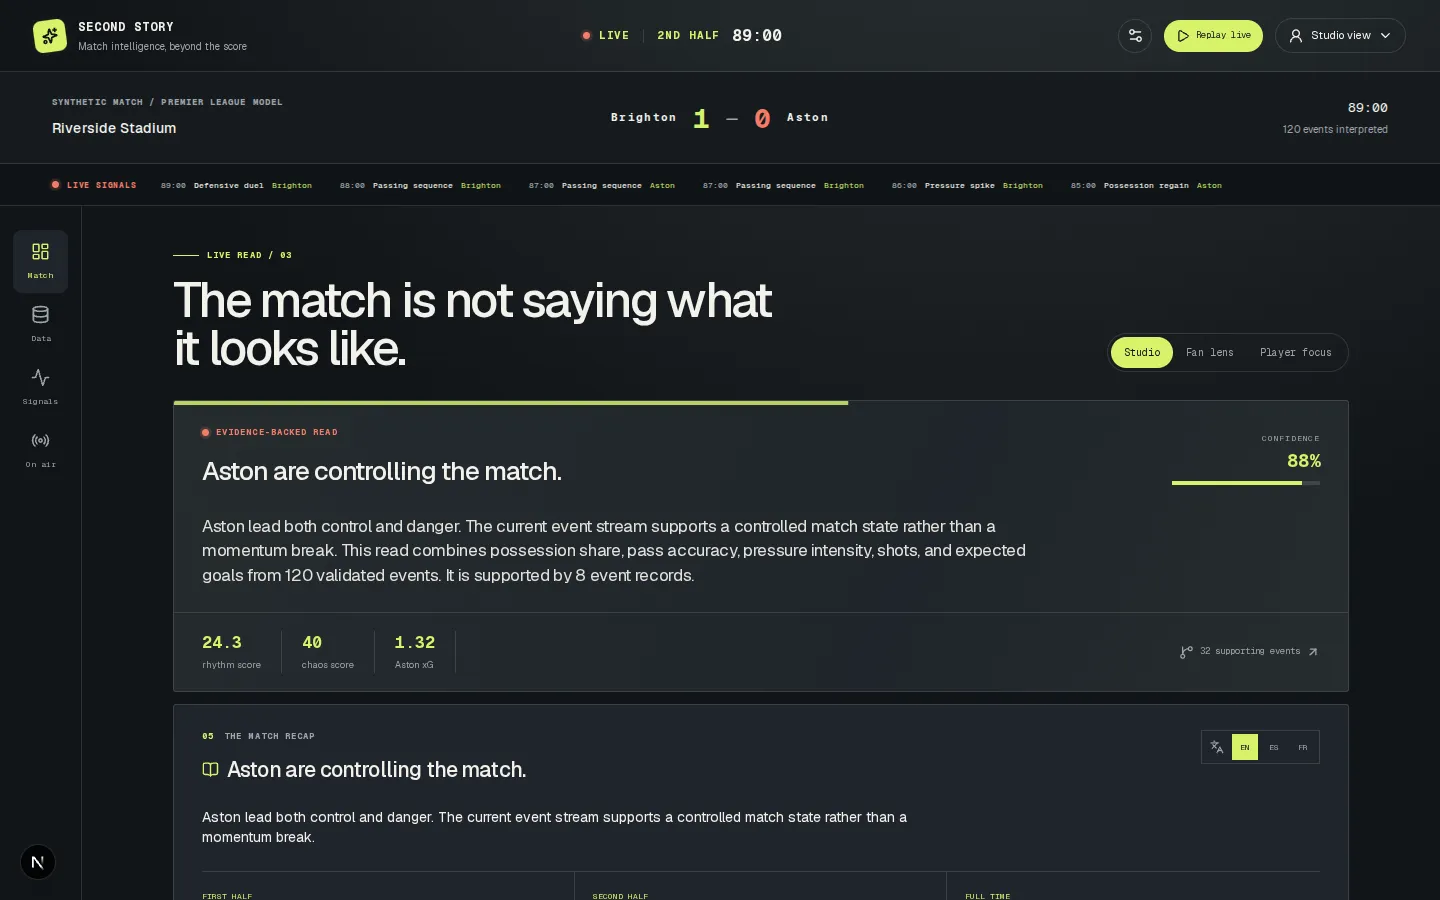 SECOND STORY
Match intelligence, beyond the score
LIVE 2ND HALF 89:00
Replay live
Studio view
SYNTHETIC MATCH / PREMIER LEAGUE MODEL
Riverside Stadium
Brighton 1 — 0 Aston
89:00
120 events interpreted
LIVE SIGNALS 89:00 Defensive duel Brighton 88:00 Passing sequence Brighton 87:00 Passing sequence Aston 87:00 Passing sequence Brighton 86:00 Pressure spike Brighton 85:00 Possession regain Aston
Match
Data
Signals
On air
LIVE READ / 03
The match is not saying what
it looks like.
Studio Fan lens Player focus
EVIDENCE-BACKED READ
Aston are controlling the match.
CONFIDENCE
88%
Aston lead both control and danger. The current event stream supports a controlled match state rather than a
momentum break. This read combines possession share, pass accuracy, pressure intensity, shots, and expected
goals from 120 validated events. It is supported by 8 event records.
24.3 40 1.32
rhythm score chaos score Aston xG
32 supporting events
05 THE MATCH RECAP
EN ES FR
Aston are controlling the match.
Aston lead both control and danger. The current event stream supports a controlled match state rather than a
momentum break.
FIRST HALF SECOND HALF FULL TIME
N